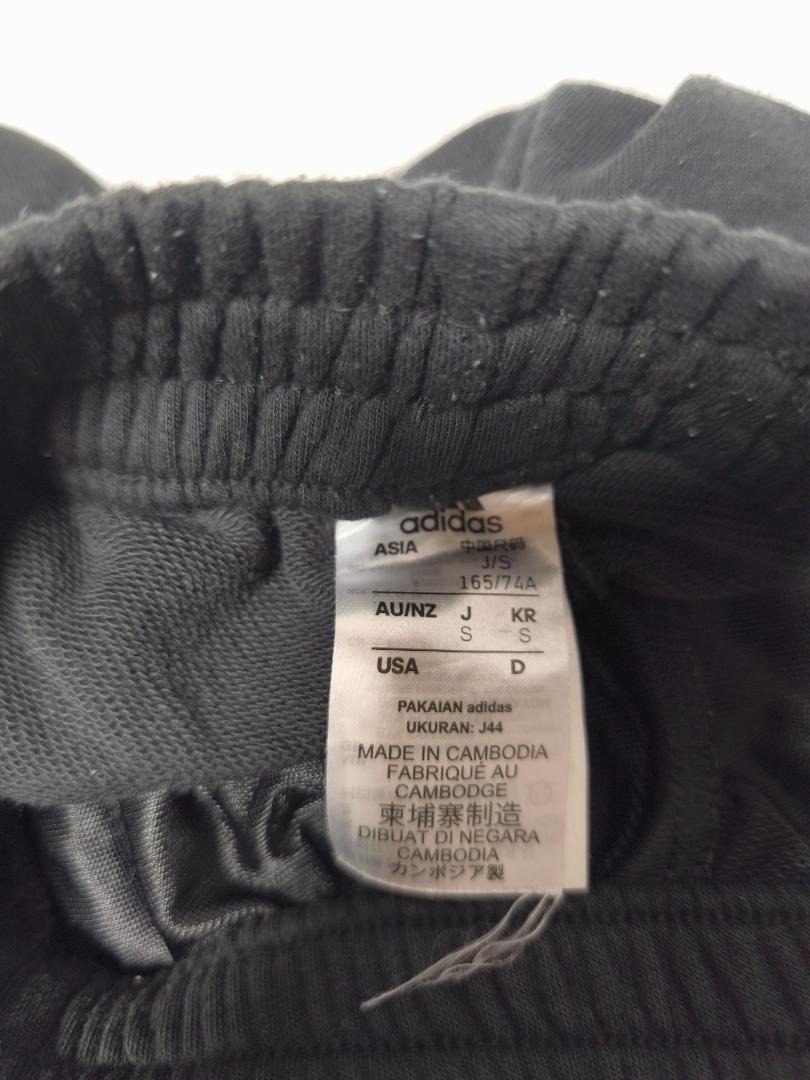 adidas
ASIA 中国尺码
J/S
165/74A
AU/NZ J KR
S S
USA D
PAKAIAN adidas
UKURAN: J44
MADE IN CAMBODIA
FABRIQUÉ AU
CAMBODGE
柬埔寨制造
DIBUAT DI NEGARA
CAMBODIA
カンボジア製